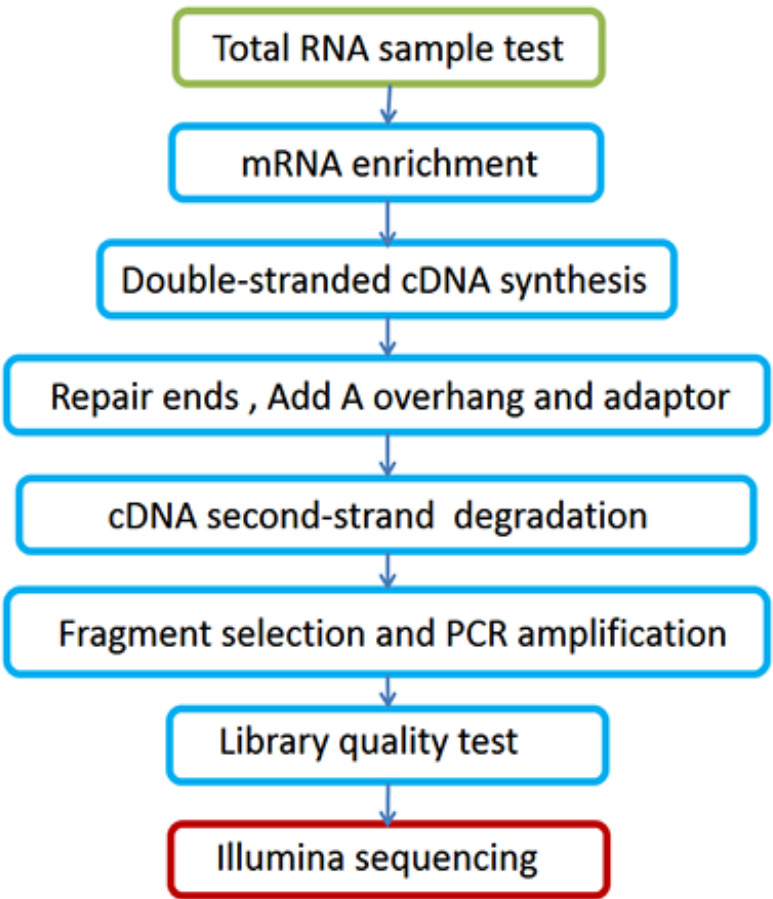 Total RNA sample test
mRNA enrichment
Double-stranded cDNA synthesis
Repair ends , Add A overhang and adaptor
cDNA second-strand degradation
Fragment selection and PCR amplification
Library quality test
Illumina sequencing